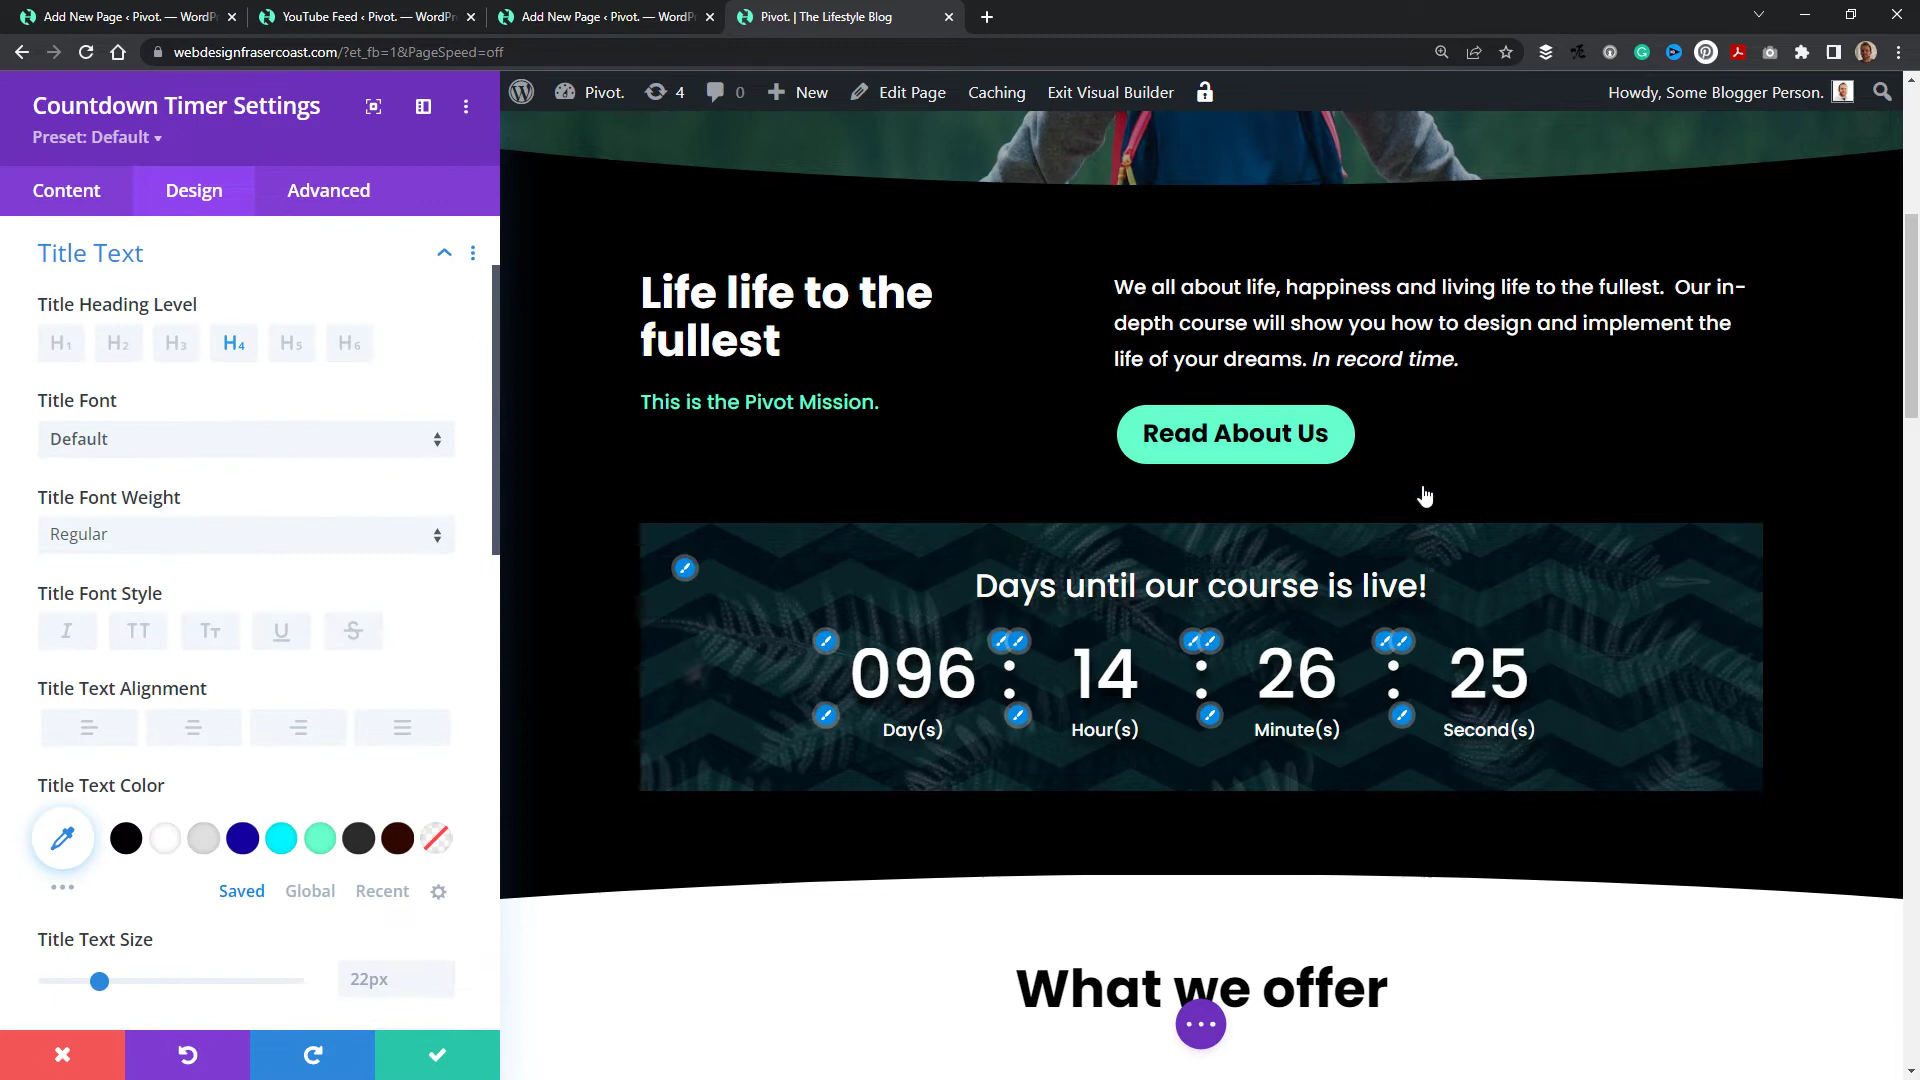 Add New Page ‹ Pivot. — WordPr
YouTube Feed ‹ Pivot. — WordPre
Add New Page ‹ Pivot. — WordPr
Pivot. | The Lifestyle Blog
webdesignfrasercoast.com/?et_fb=1&PageSpeed=off
Countdown Timer Settings
Preset: Default
Content
Design
Advanced
Pivot.
4
0
New
Edit Page
Caching
Exit Visual Builder
Howdy, Some Blogger Person.
Title Text
Title Heading Level
H1 H2 H3 H4 H5 H6
Title Font
Default
Title Font Weight
Regular
Title Font Style
I TT Tt U S
Title Text Alignment
Title Text Color
Saved Global Recent
Title Text Size
22px
Life life to the
fullest
This is the Pivot Mission.
We all about life, happiness and living life to the fullest.  Our in-
depth course will show you how to design and implement the
life of your dreams. In record time.
Read About Us
Days until our course is live!
096 : 14 : 26 : 25
Day(s) Hour(s) Minute(s) Second(s)
What we offer